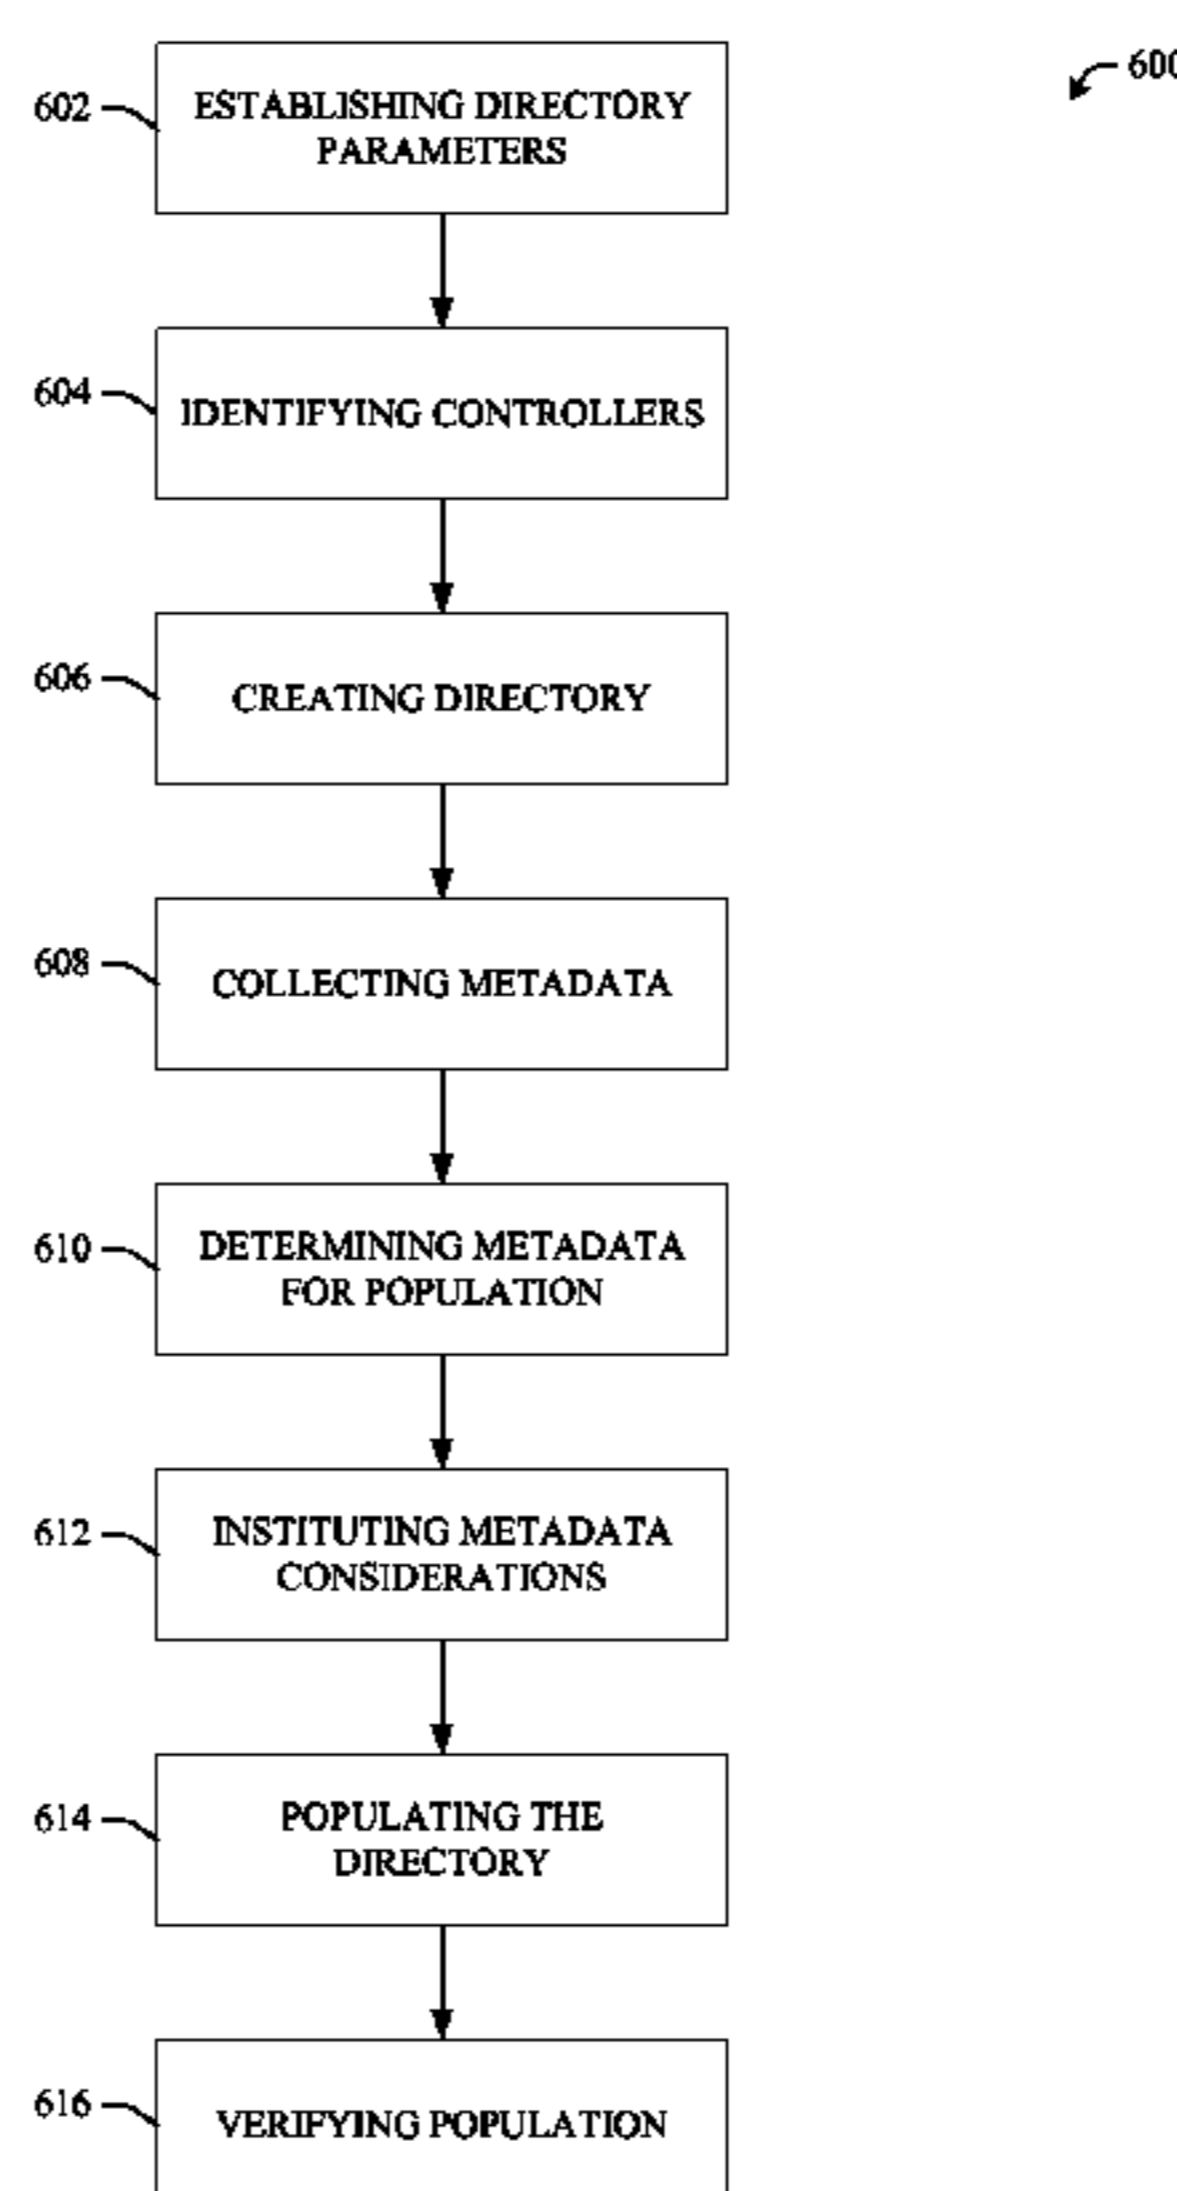 600
602
ESTABLISHING DIRECTORY
PARAMETERS
604
IDENTIFYING CONTROLLERS
606
CREATING DIRECTORY
608
COLLECTING METADATA
610
DETERMINING METADATA
FOR POPULATION
612
INSTITUTING METADATA
CONSIDERATIONS
614
POPULATING THE
DIRECTORY
616
VERIFYING POPULATION